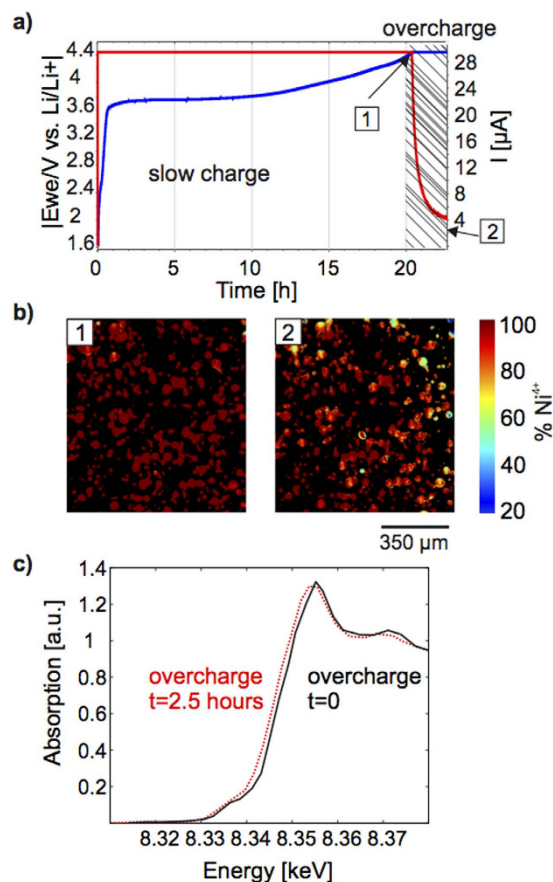 a)
overcharge
4.4
4
3.6
3.2
2.8
2.4
2
1.6
|Ewe/V vs. Li/Li+|
28
24
20
16
12
8
4
I [μA]
1
2
slow charge
0
5
10
15
20
Time [h]
b)
1
2
100
80
60
40
20
% Ni4+
350 μm
c)
1.4
1.2
1
0.8
0.6
0.4
0.2
Absorption [a.u.]
overcharge
t=2.5 hours
overcharge
t=0
8.32
8.33
8.34
8.35
8.36
8.37
Energy [keV]